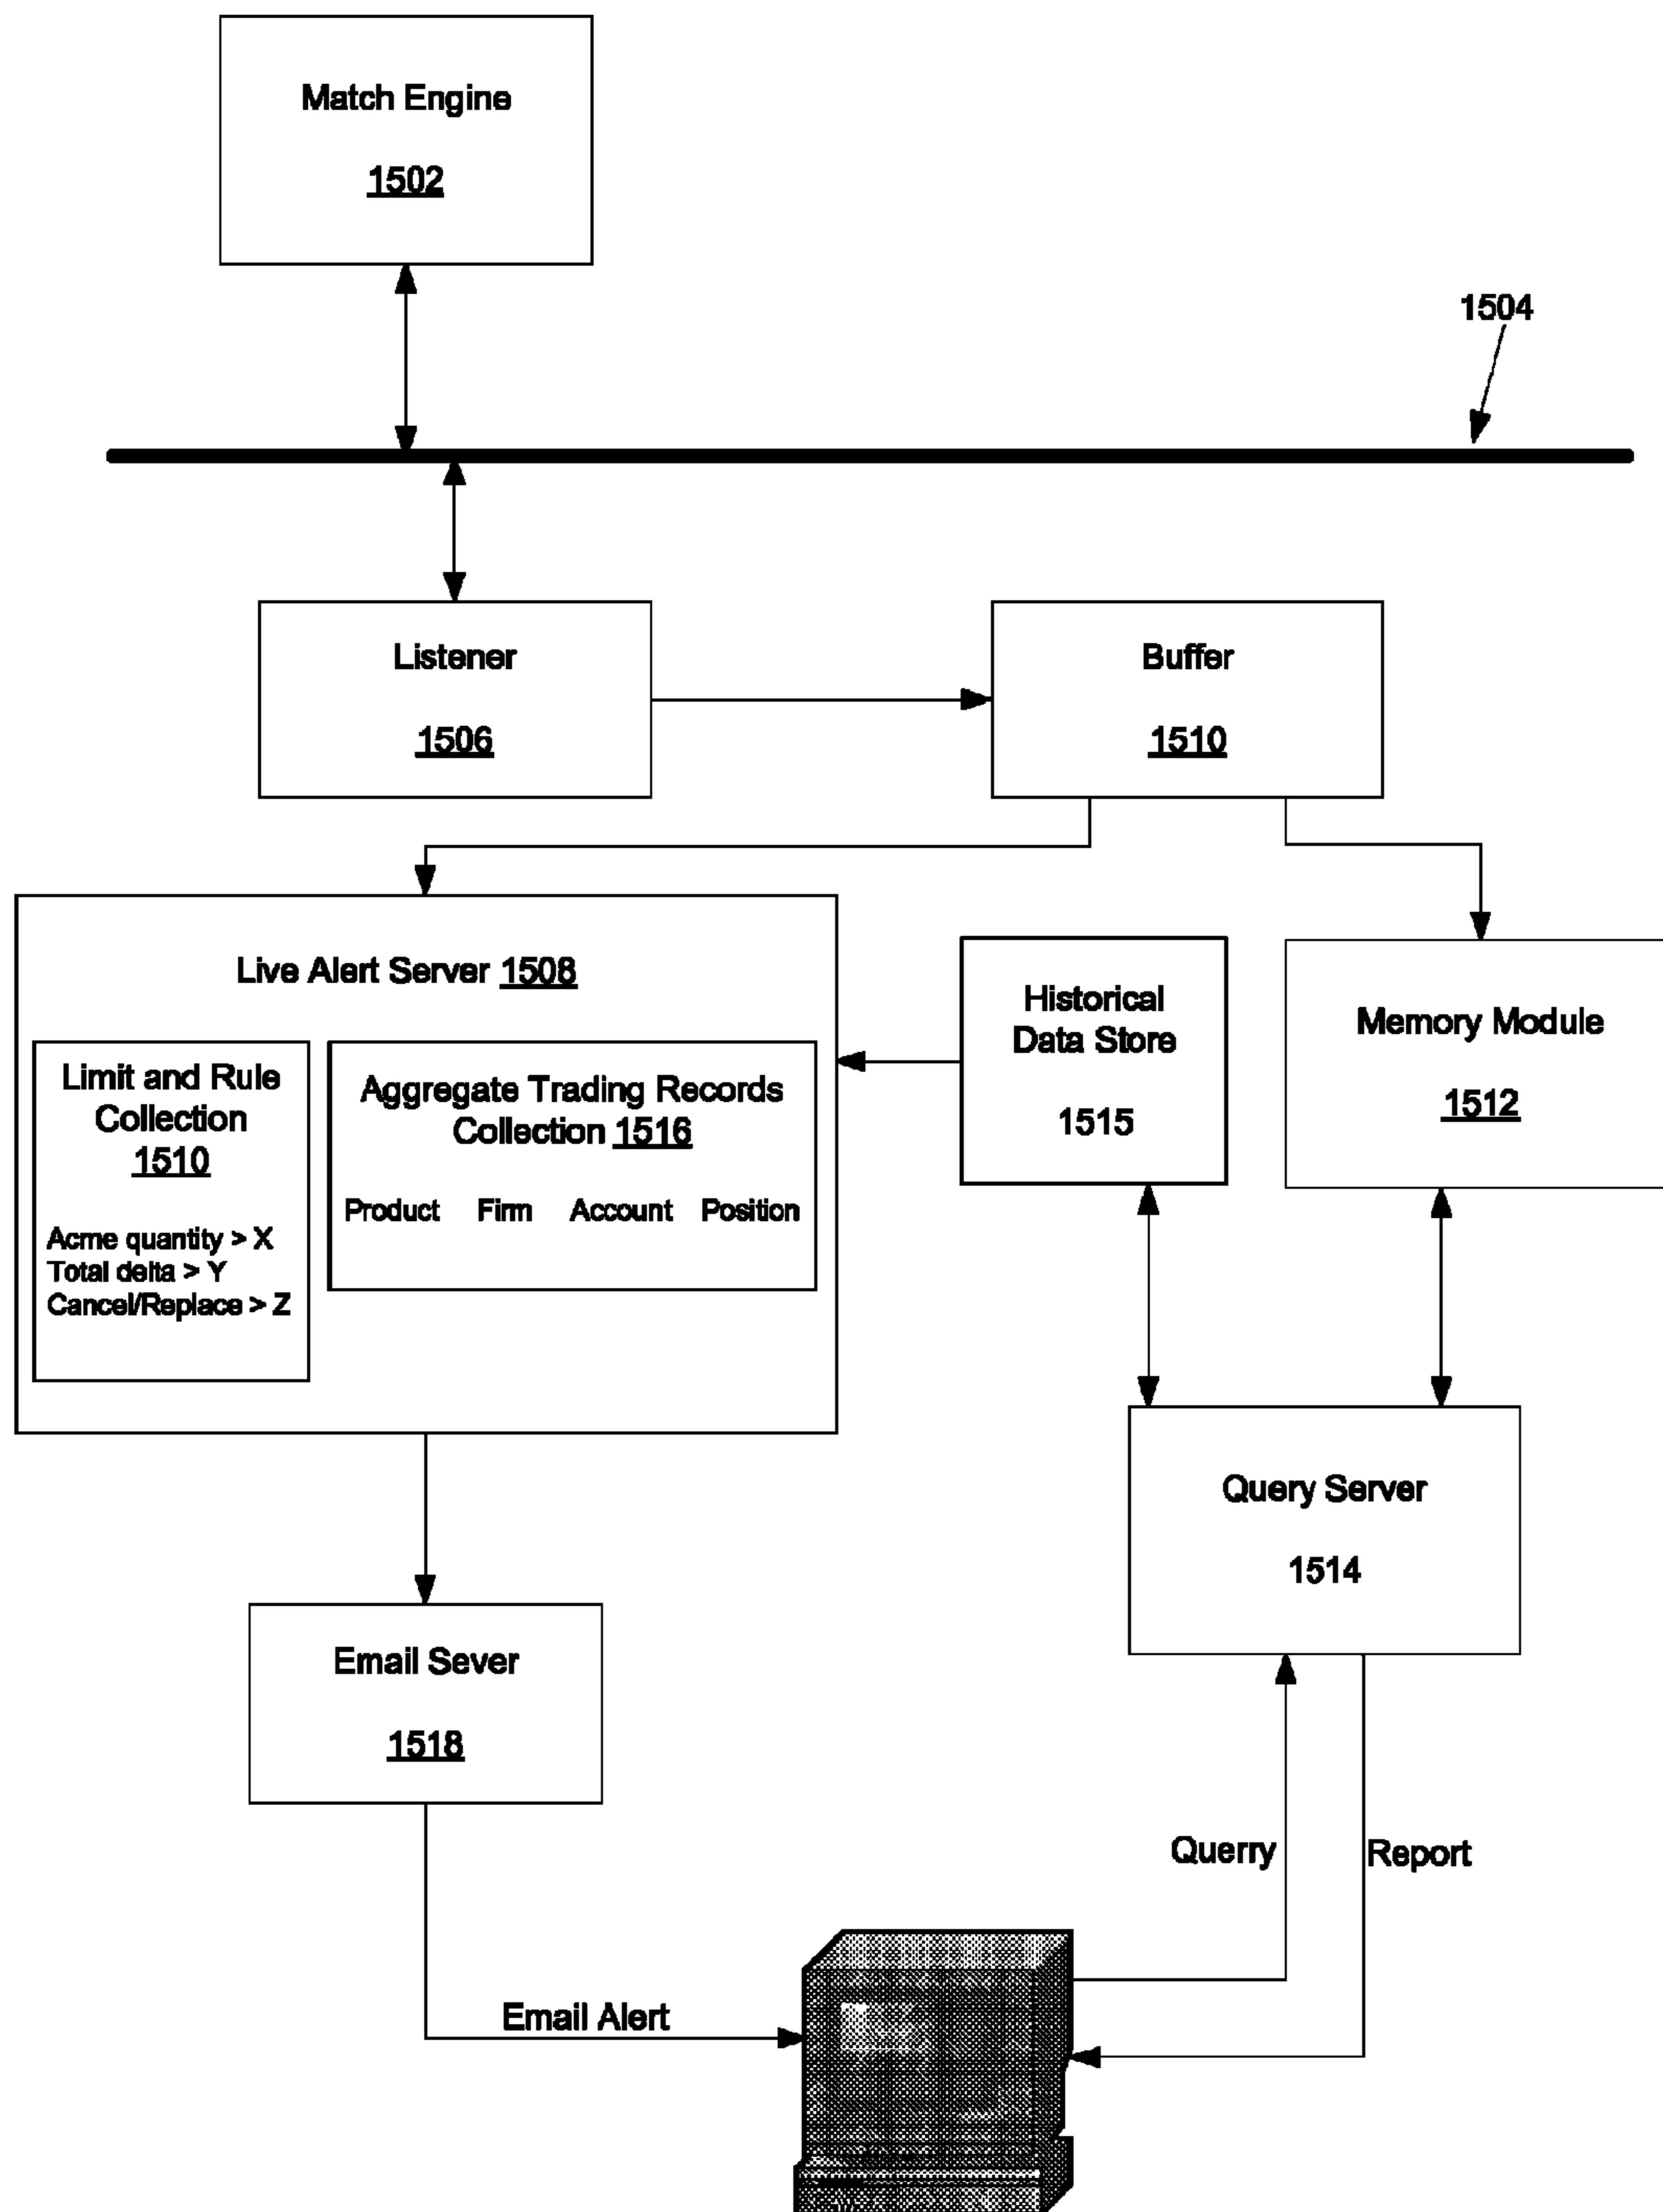 Match Engine
1502
1504
Listener
1506
Buffer
1510
Live Alert Server 1508
Limit and Rule
Collection
1510
Acme quantity > X
Total delta > Y
Cancel/Replace > Z
Aggregate Trading Records
Collection 1516
Product Firm Account Position
Historical
Data Store
1515
Memory Module
1512
Query Server
1514
Email Sever
1518
Querry
Report
Email Alert